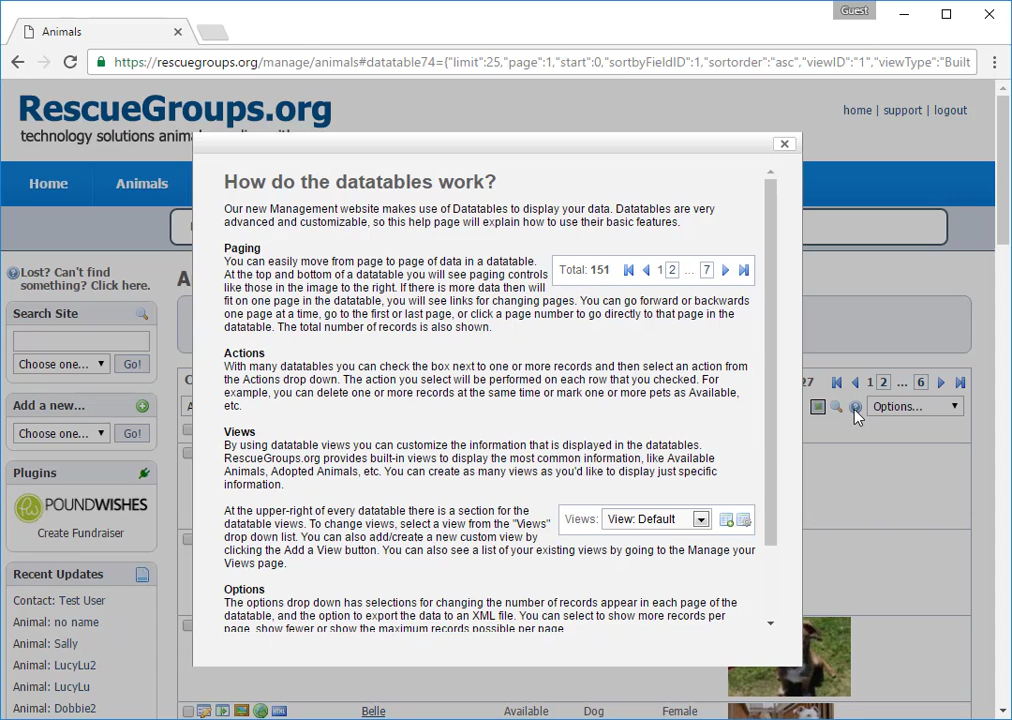 Guest
Animals
https://rescuegroups.org/manage/animals#datatable74={"limit":25,"page":1,"start":0,"sortbyFieldID":1,"sortorder":"asc","viewID":"1","viewType":"Built
RescueGroups.org
technology solutions anima
home | support | logout
Home
Animals
How do the datatables work?
Our new Management website makes use of Datatables to display your data. Datatables are very
advanced and customizable, so this help page will explain how to use their basic features.
Paging
You can easily move from page to page of data in a datatable.
At the top and bottom of a datatable you will see paging controls
like those in the image to the right. If there is more data then will
fit on one page in the datatable, you will see links for changing pages. You can go forward or backwards
one page at a time, go to the first or last page, or click a page number to go directly to that page in the
datatable. The total number of records is also shown.
Total: 151 1 2 ... 7
Actions
With many datatables you can check the box next to one or more records and then select an action from
the Actions drop down. The action you select will be performed on each row that you checked. For
example, you can delete one or more records at the same time or mark one or more pets as Available,
etc.
Views
By using datatable views you can customize the information that is displayed in the datatables.
RescueGroups.org provides built-in views to display the most common information, like Available
Animals, Adopted Animals, etc. You can create as many views as you'd like to display just specific
information.
At the upper-right of every datatable there is a section for the
datatable views. To change views, select a view from the "Views"
drop down list. You can also add/create a new custom view by
clicking the Add a View button. You can also see a list of your existing views by going to the Manage your
Views page.
Views: View: Default
Options
The options drop down has selections for changing the number of records appear in each page of the
datatable, and the option to export the data to an XML file. You can select to show more records per
page, show fewer or show the maximum records possible per page
Lost? Can't find
something? Click here.
Search Site
Choose one...
Go!
Add a new...
Choose one...
Go!
Plugins
POUNDWISHES
Create Fundraiser
Recent Updates
Contact: Test User
Animal: no name
Animal: Sally
Animal: LucyLu2
Animal: LucyLu
Animal: Dobbie2
27 1 2 ... 6
Options...
Belle Available Dog Female